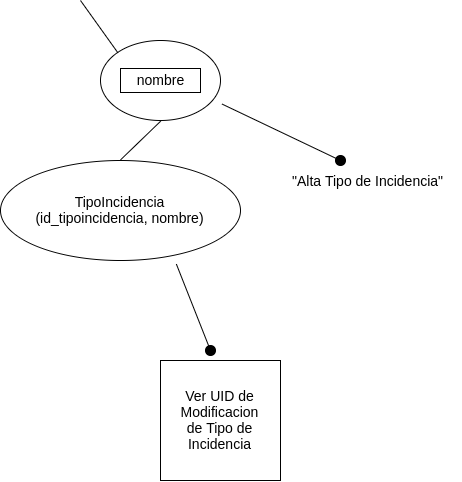 nombre
"Alta Tipo de Incidencia"
TipoIncidencia
(id_tipoincidencia, nombre)
Ver UID de
Modificacion
de Tipo de
Incidencia